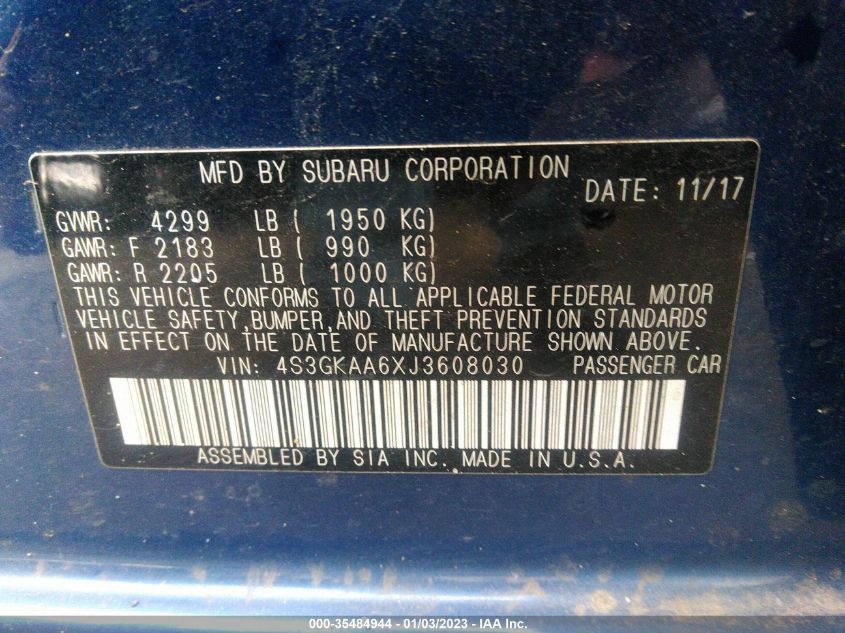 MFD BY SUBARU CORPORATION
DATE: 11/17
GVWR: 4299 LB ( 1950 KG)
GAWR: F 2183 LB ( 990 KG)
GAWR: R 2205 LB ( 1000 KG)
THIS VEHICLE CONFORMS TO ALL APPLICABLE FEDERAL MOTOR
VEHICLE SAFETY,BUMPER,AND THEFT PREVENTION STANDARDS
IN EFFECT ON THE DATE OF MANUFACTURE SHOWN ABOVE.
VIN: 4S3GKAA6XJ3608030 PASSENGER CAR
ASSEMBLED BY SIA INC. MADE IN U.S.A.
000-35484944 - 01/03/2023 - IAA Inc.